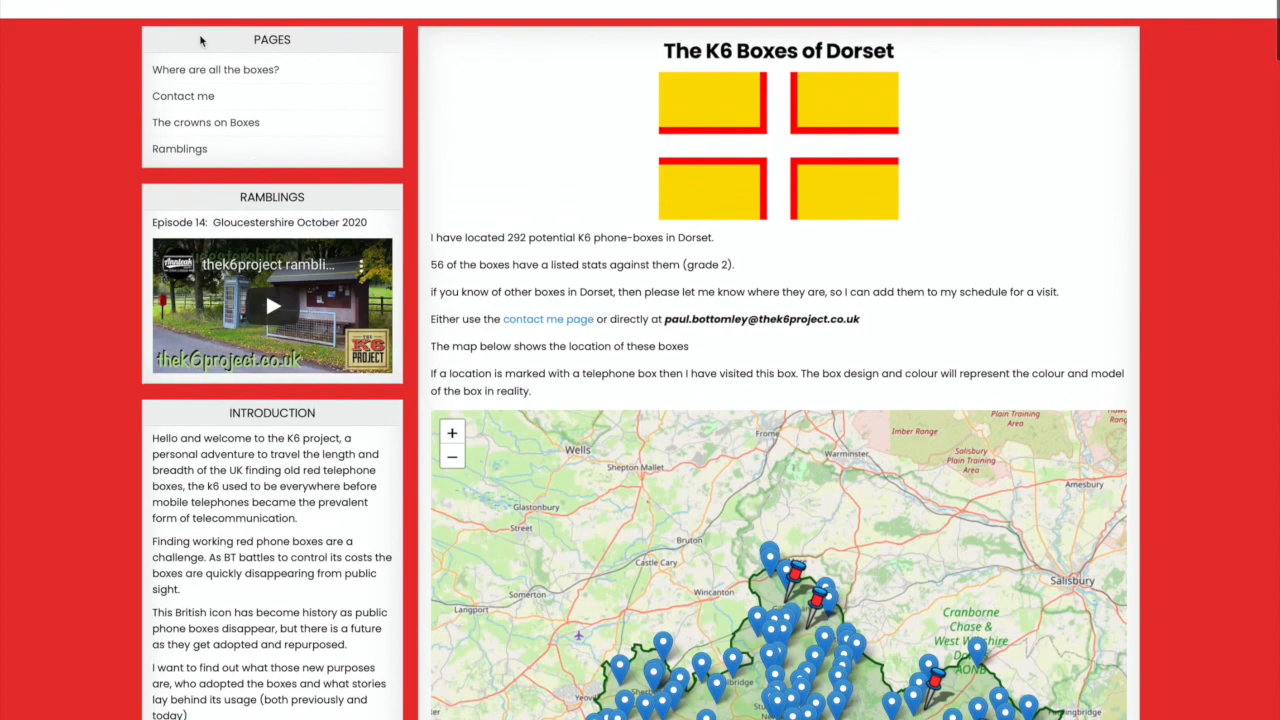 PAGES
Where are all the boxes?
Contact me
The crowns on Boxes
Ramblings
RAMBLINGS
Episode 14: Gloucestershire October 2020
thek6project rambli...
THE
K6
PROJECT
thek6project.co.uk
INTRODUCTION
Hello and welcome to the K6 project, a
personal adventure to travel the length and
breadth of the UK finding old red telephone
boxes, the k6 used to be everywhere before
mobile telephones became the prevalent
form of telecommunication.
Finding working red phone boxes are a
challenge. As BT battles to control its costs the
boxes are quickly disappearing from public
sight.
This British icon has become history as public
phone boxes disappear, but there is a future
as they get adopted and repurposed.
I want to find out what those new purposes
are, who adopted the boxes and what stories
lay behind its usage (both previously and
today)
The K6 Boxes of Dorset
I have located 292 potential K6 phone-boxes in Dorset.
56 of the boxes have a listed stats against them (grade 2).
if you know of other boxes in Dorset, then please let me know where they are, so I can add them to my schedule for a visit.
Either use the contact me page or directly at paul.bottomley@thek6project.co.uk
The map below shows the location of these boxes
If a location is marked with a telephone box then I have visited this box. The box design and colour will represent the colour and model
of the box in reality.
+
−
Plain Training
Area
Frome
Imber Range
Wells
Warminster
Salisbury
Plain Training
Area
Shepton Mallet
Amesbury
Glastonbury
Street
Bruton
Castle Cary
Salisbury
Wincanton
Somerton
Langport
Cranborne
Chase &
West Wiltshire
AONB
Yeovil